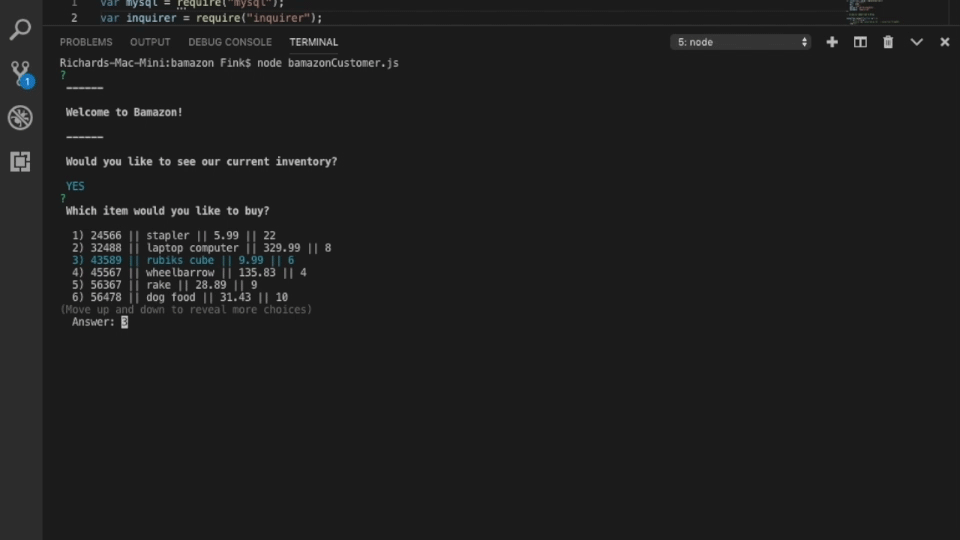 1 var mysql = require("mysql");
2 var inquirer = require("inquirer");
PROBLEMS OUTPUT DEBUG CONSOLE TERMINAL 5: node
1
Richards-Mac-Mini:bamazon Fink$ node bamazonCustomer.js
?
------
Welcome to Bamazon!
------
Would you like to see our current inventory?
YES
?
Which item would you like to buy?
1) 24566 || stapler || 5.99 || 22
2) 32488 || laptop computer || 329.99 || 8
3) 43589 || rubiks cube || 9.99 || 6
4) 45567 || wheelbarrow || 135.83 || 4
5) 56367 || rake || 28.89 || 9
6) 56478 || dog food || 31.43 || 10
(Move up and down to reveal more choices)
Answer: 3